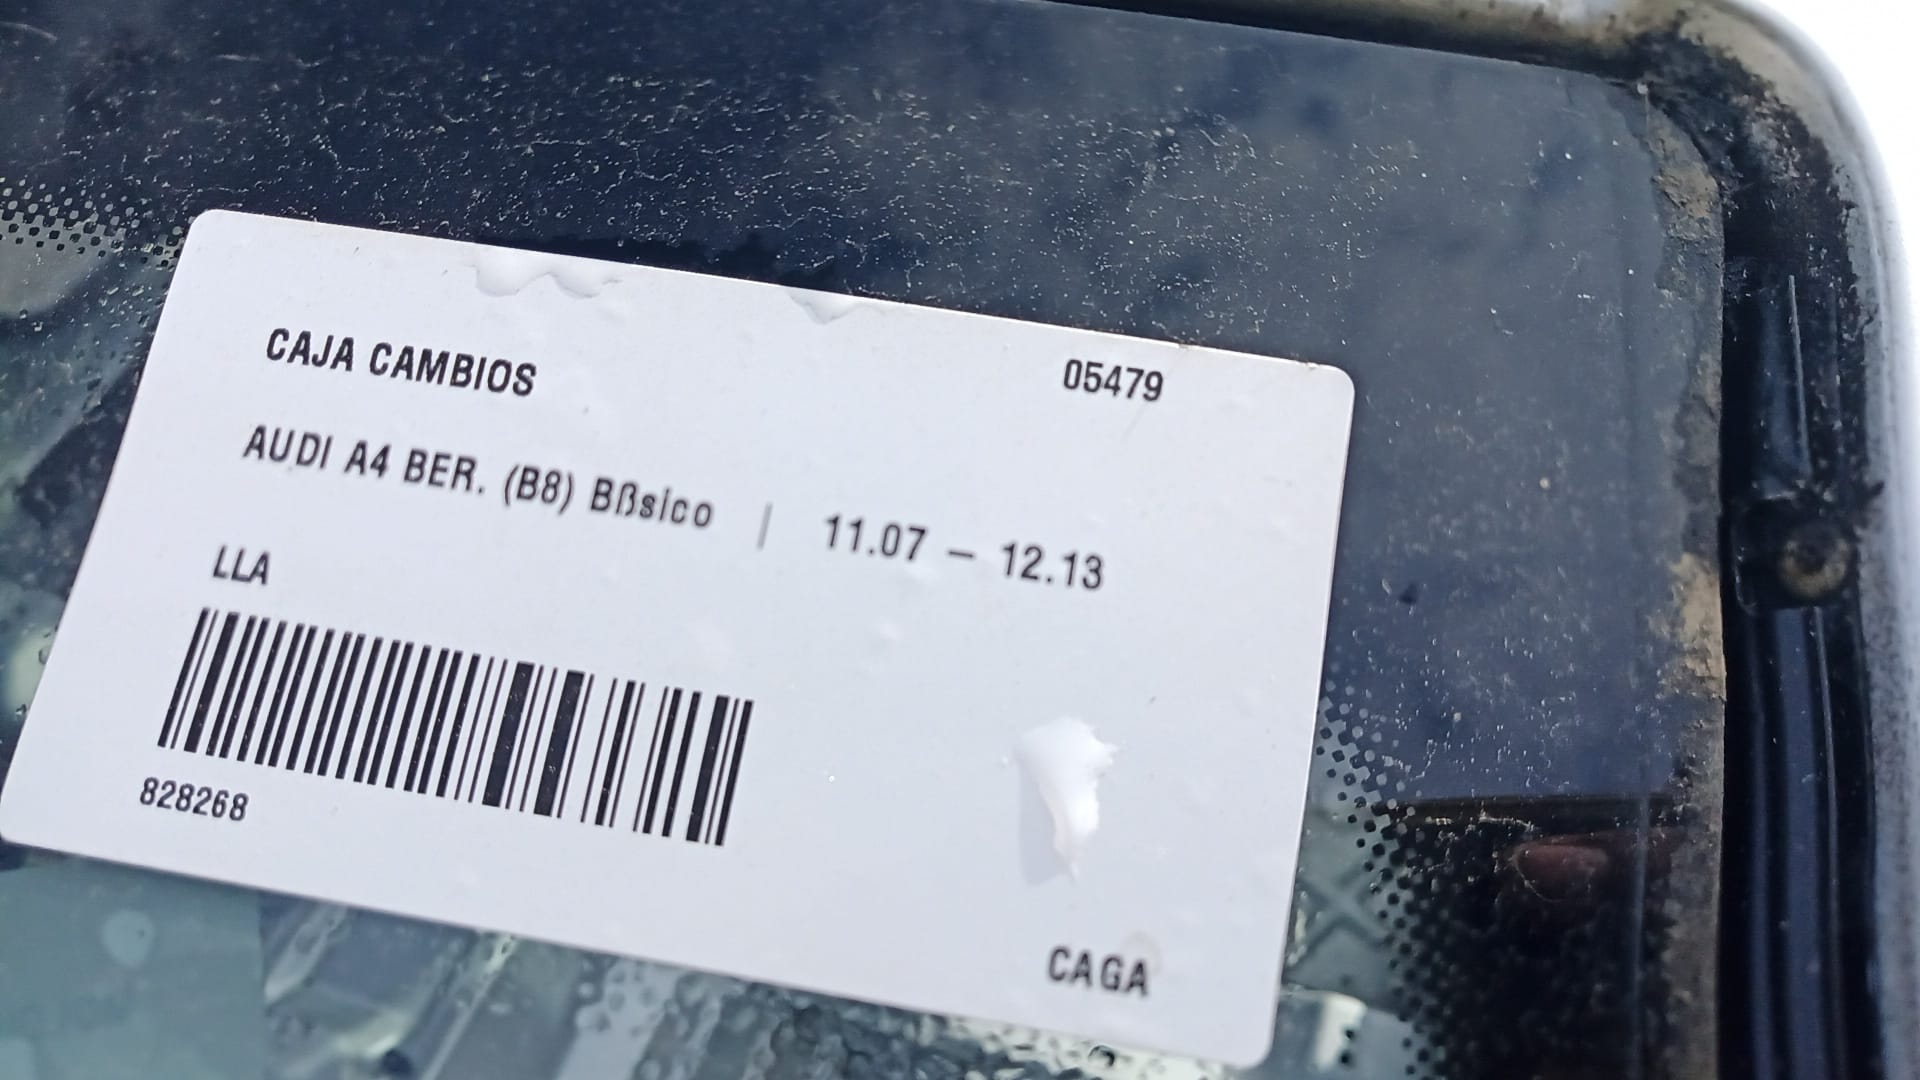 CAJA CAMBIOS 05479
AUDI A4 BER. (B8) Bßsico | 11.07 – 12.13
LLA
828268
CAGA